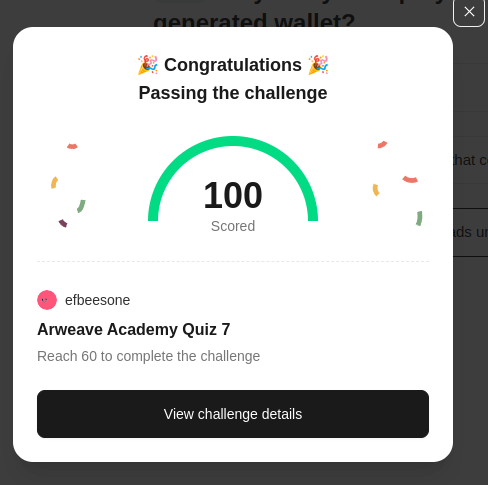 generated wallet?
🎉 Congratulations 🎉
Passing the challenge
100
Scored
that c
ads u
efbeesone
Arweave Academy Quiz 7
Reach 60 to complete the challenge
View challenge details